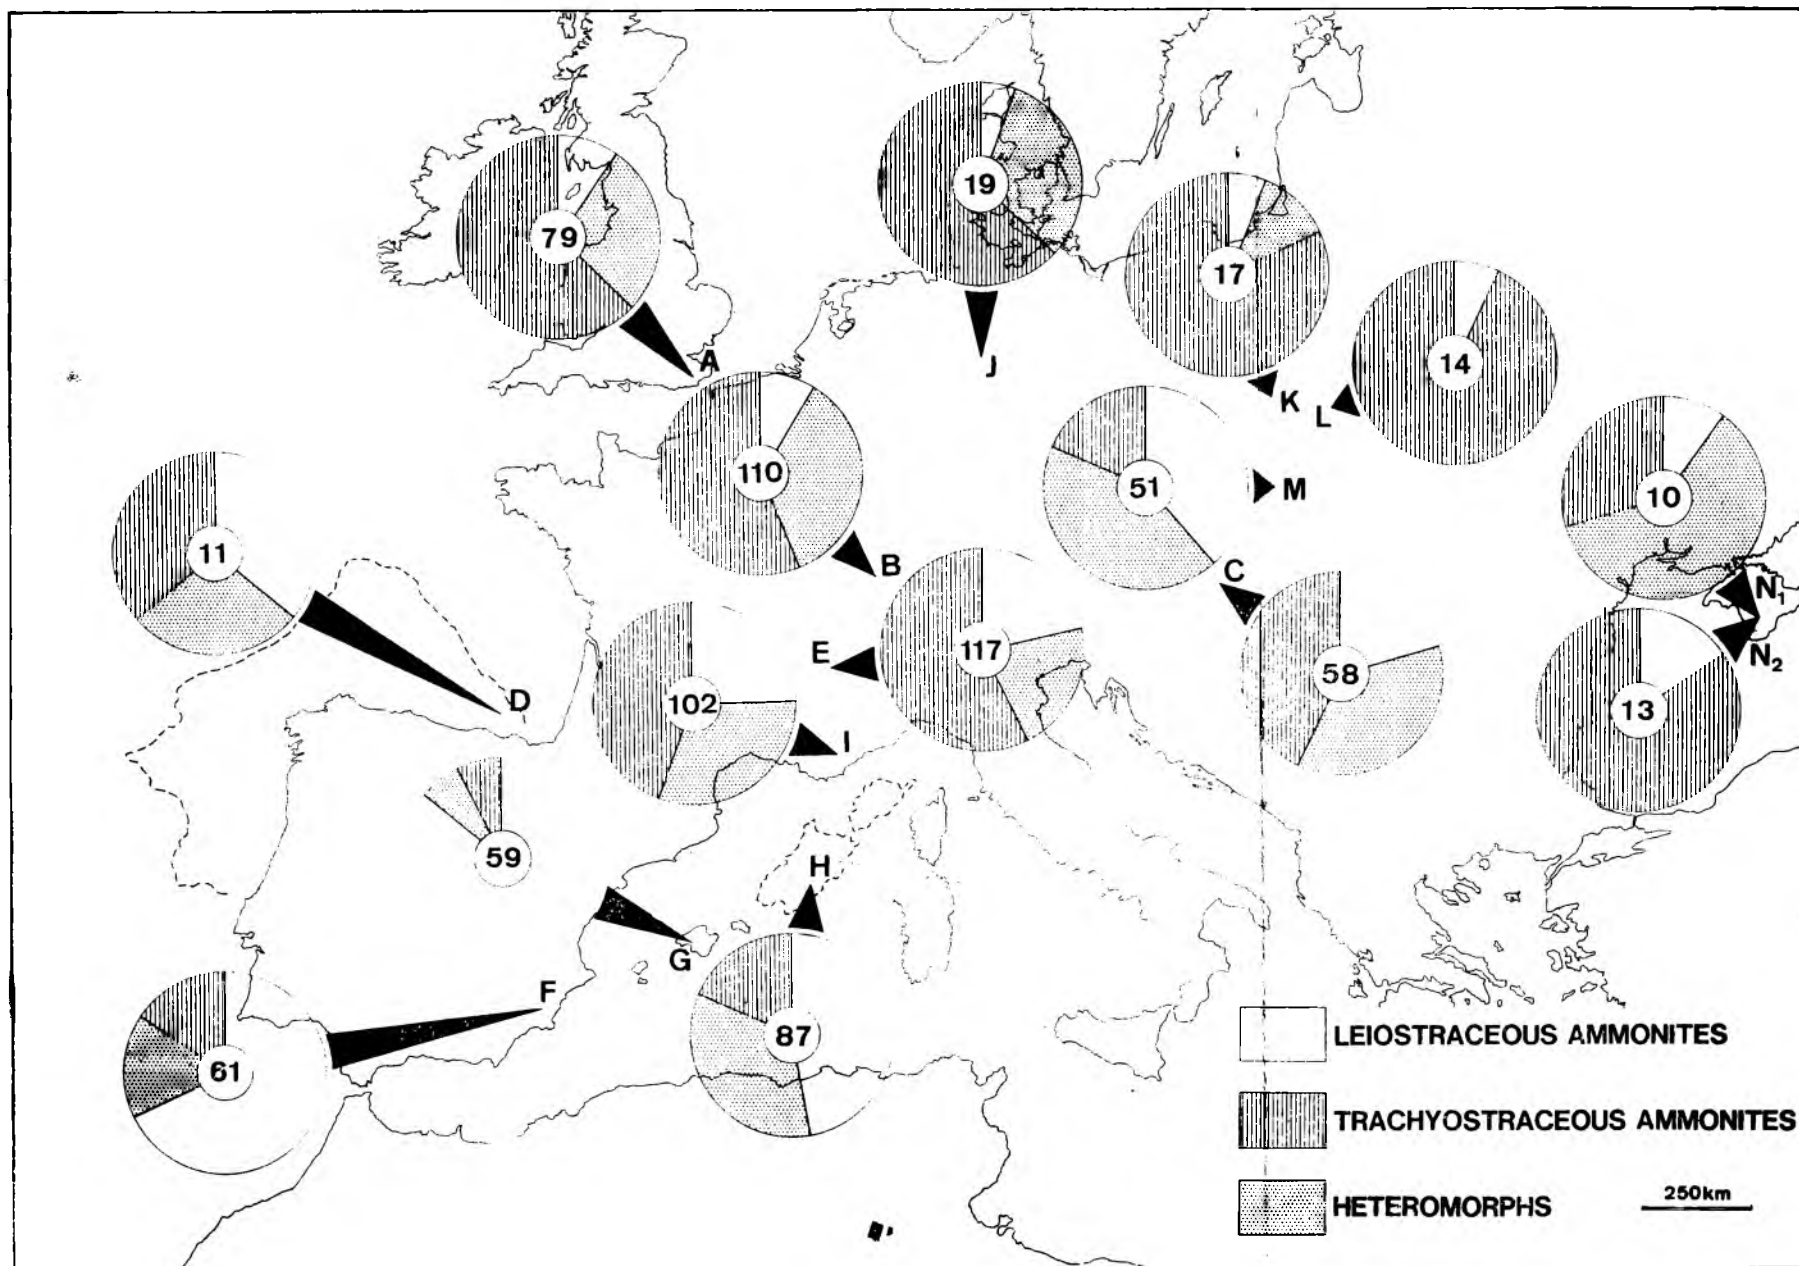 19
79
17
14
A
J
K
L
110
51
M
10
11
B
C
N₁
E
117
58
N₂
102
D
I
13
59
H
G
F
61
87
LEIOSTRACEOUS AMMONITES
TRACHYOSTRACEOUS AMMONITES
HETEROMORPHS
250km